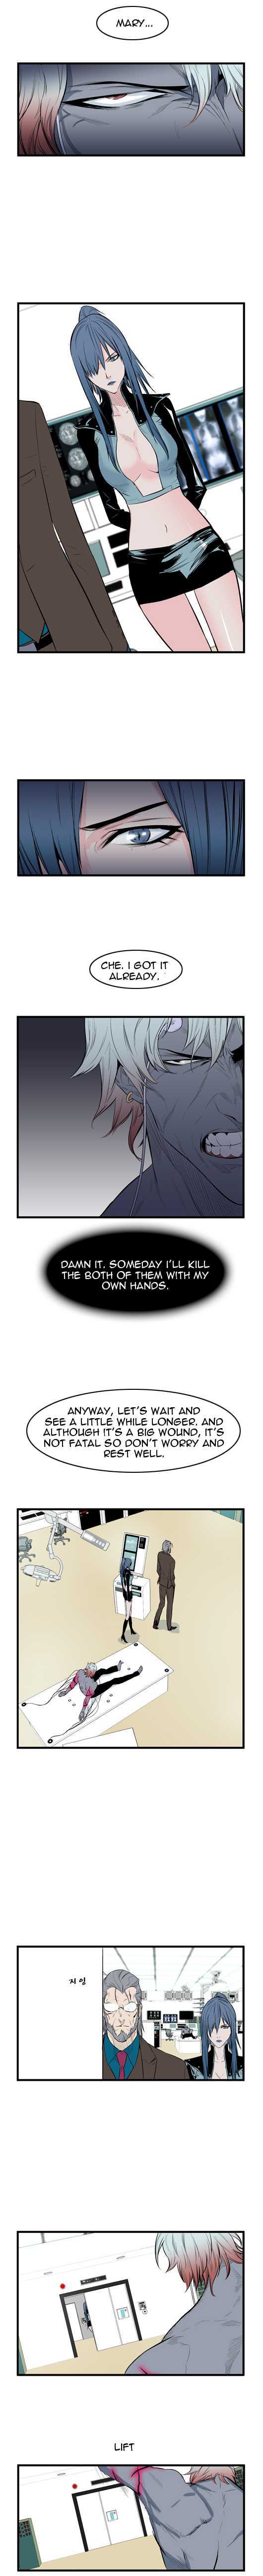 MARY...
CHE. I GOT IT
ALREADY.
DAMN IT. SOMEDAY I'LL KILL
THE BOTH OF THEM WITH MY
OWN HANDS.
ANYWAY, LET'S WAIT AND
SEE A LITTLE WHILE LONGER. AND
ALTHOUGH IT'S A BIG WOUND, IT'S
NOT FATAL SO DON'T WORRY AND
REST WELL.
지잉
LIFT